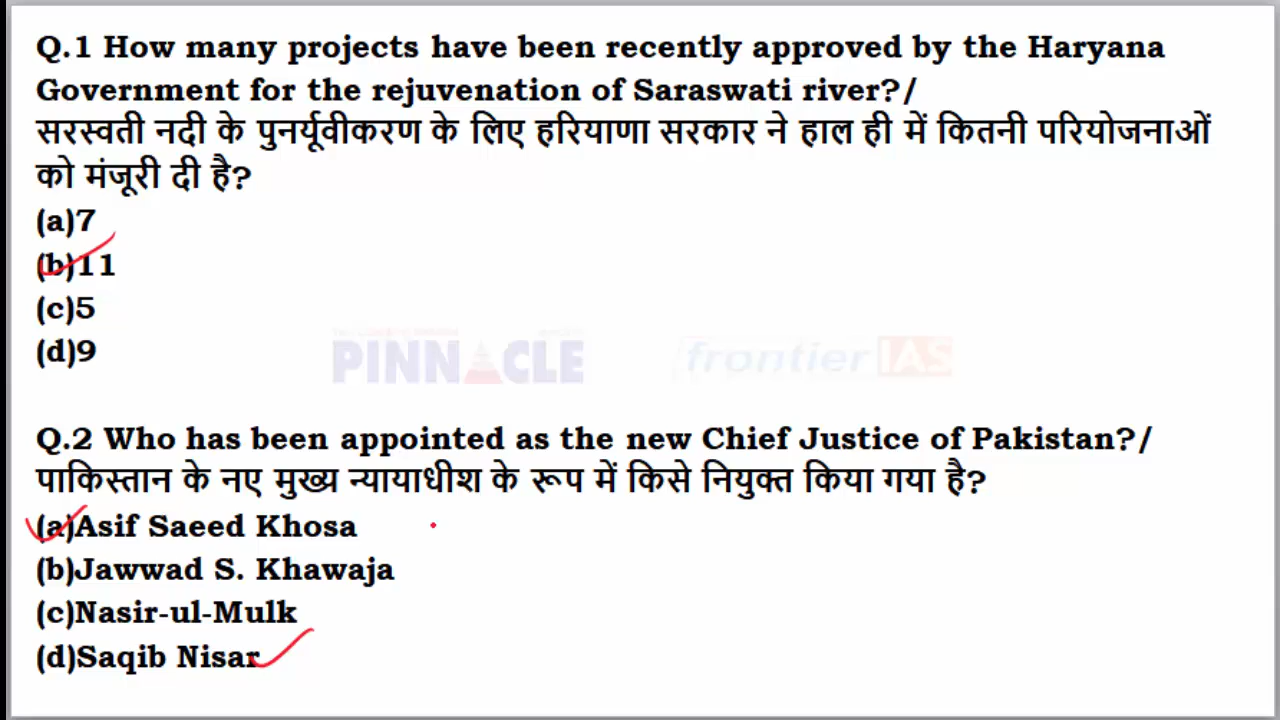 Q.1 How many projects have been recently approved by the Haryana
Government for the rejuvenation of Saraswati river?/
सरस्वती नदी के पुनर्यूवीकरण के लिए हरियाणा सरकार ने हाल ही में कितनी परियोजनाओं
को मंजूरी दी है?
(a)7
(b)11
(c)5
(d)9
PINNACLE frontier IAS
Q.2 Who has been appointed as the new Chief Justice of Pakistan?/
पाकिस्तान के नए मुख्य न्यायाधीश के रूप में किसे नियुक्त किया गया है?
(a)Asif Saeed Khosa
(b)Jawwad S. Khawaja
(c)Nasir-ul-Mulk
(d)Saqib Nisar